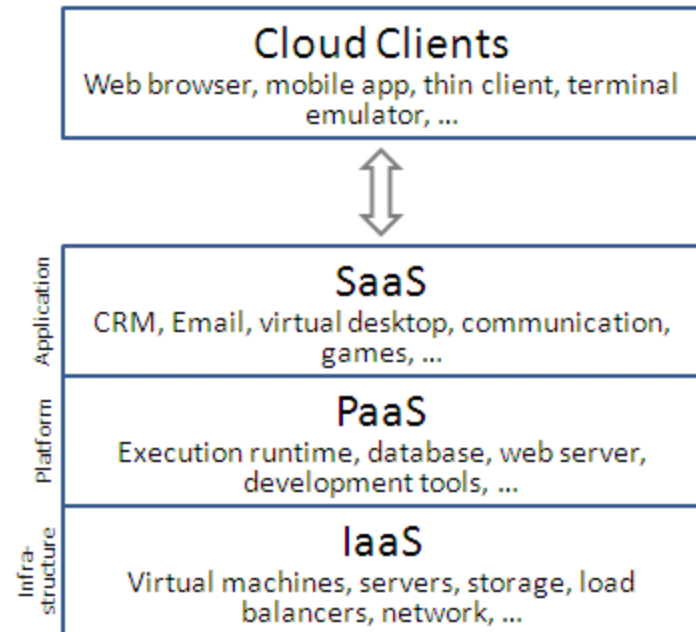 Cloud Clients
Web browser, mobile app, thin client, terminal
emulator, ...
Application
SaaS
CRM, Email, virtual desktop, communication,
games, ...
Platform
PaaS
Execution runtime, database, web server,
development tools, ...
Infra-
structure
IaaS
Virtual machines, servers, storage, load
balancers, network, ...